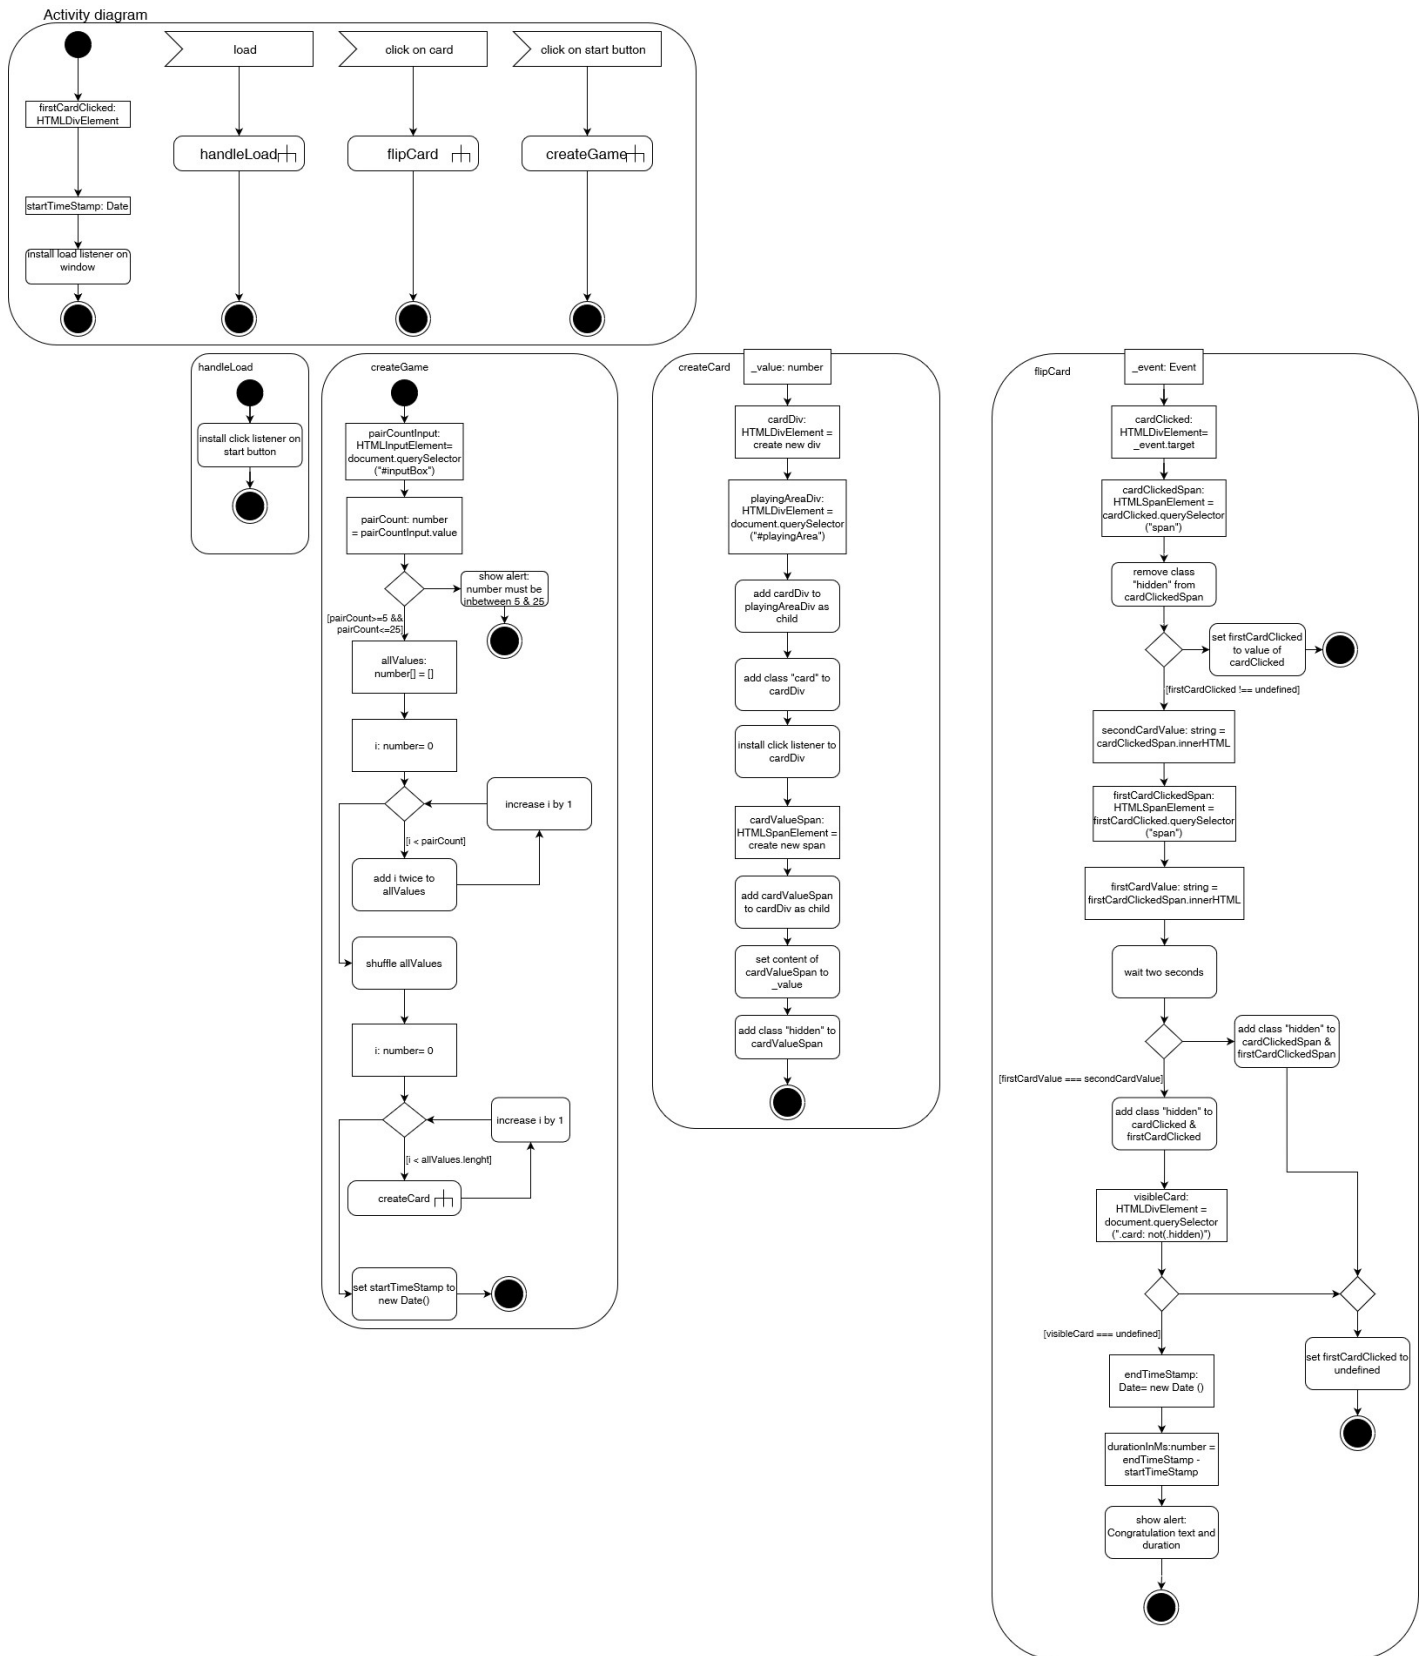 Activity diagram
load
click on card
click on start button
firstCardClicked:
HTMLDivElement
handleLoad
flipCard
createGame
startTimeStamp: Date
install load listener on
window
handleLoad
install click listener on
start button
createGame
pairCountInput:
HTMLInputElement=
document.querySelector
("#inputBox")
pairCount: number
= pairCountInput.value
show alert:
number must be
inbetween 5 & 25
[pairCount>=5 &&
pairCount<=25]
allValues:
number[] = []
i: number= 0
increase i by 1
[i < pairCount]
add i twice to
allValues
shuffle allValues
i: number= 0
increase i by 1
[i < allValues.lenght]
createCard
set startTimeStamp to
new Date()
createCard
_value: number
cardDiv:
HTMLDivElement =
create new div
playingAreaDiv:
HTMLDivElement =
document.querySelector
("#playingArea")
add cardDiv to
playingAreaDiv as
child
add class "card" to
cardDiv
install click listener to
cardDiv
cardValueSpan:
HTMLSpanElement =
create new span
add cardValueSpan
to cardDiv as child
set content of
cardValueSpan to
_value
add class "hidden" to
cardValueSpan
flipCard
_event: Event
cardClicked:
HTMLDivElement=
_event.target
cardClickedSpan:
HTMLSpanElement =
cardClicked.querySelector
("span")
remove class
"hidden" from
cardClickedSpan
set firstCardClicked
to value of
cardClicked
[firstCardClicked !== undefined]
secondCardValue: string =
cardClickedSpan.innerHTML
firstCardClickedSpan:
HTMLSpanElement =
firstCardClicked.querySelector
("span")
firstCardValue: string =
firstCardClickedSpan.innerHTML
wait two seconds
add class "hidden" to
cardClickedSpan &
firstCardClickedSpan
[firstCardValue === secondCardValue]
add class "hidden" to
cardClicked &
firstCardClicked
visibleCard:
HTMLDivElement =
document.querySelector
(".card: not(.hidden)")
[visibleCard === undefined]
set firstCardClicked to
undefined
endTimeStamp:
Date= new Date ()
durationInMs:number =
endTimeStamp -
startTimeStamp
show alert:
Congratulation text and
duration